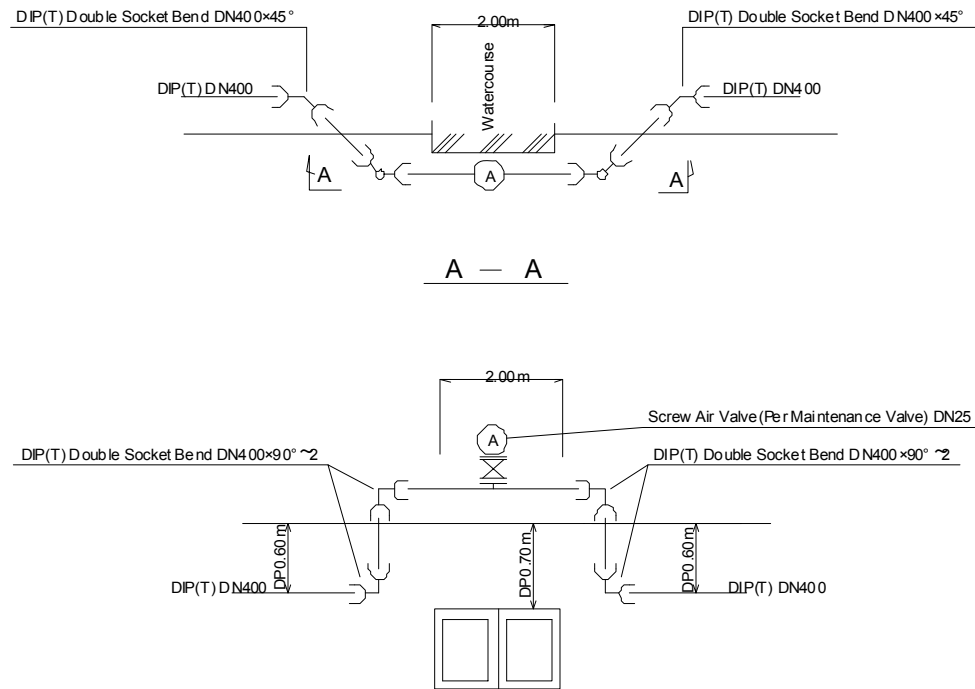 DIP(T) Double Socket Bend DN400×45°
2.00m
DIP(T) Double Socket Bend DN400×45°
DIP(T) DN400
Watercourse
DIP(T) DN400
A
A
A
A — A
2.00m
Screw Air Valve(Per Maintenance Valve) DN25
A
DIP(T) Double Socket Bend DN400×90° ~2
DIP(T) Double Socket Bend DN400×90° ~2
DP0.60m
DP0.70m
DP0.60m
DIP(T) DN400
DIP(T) DN400